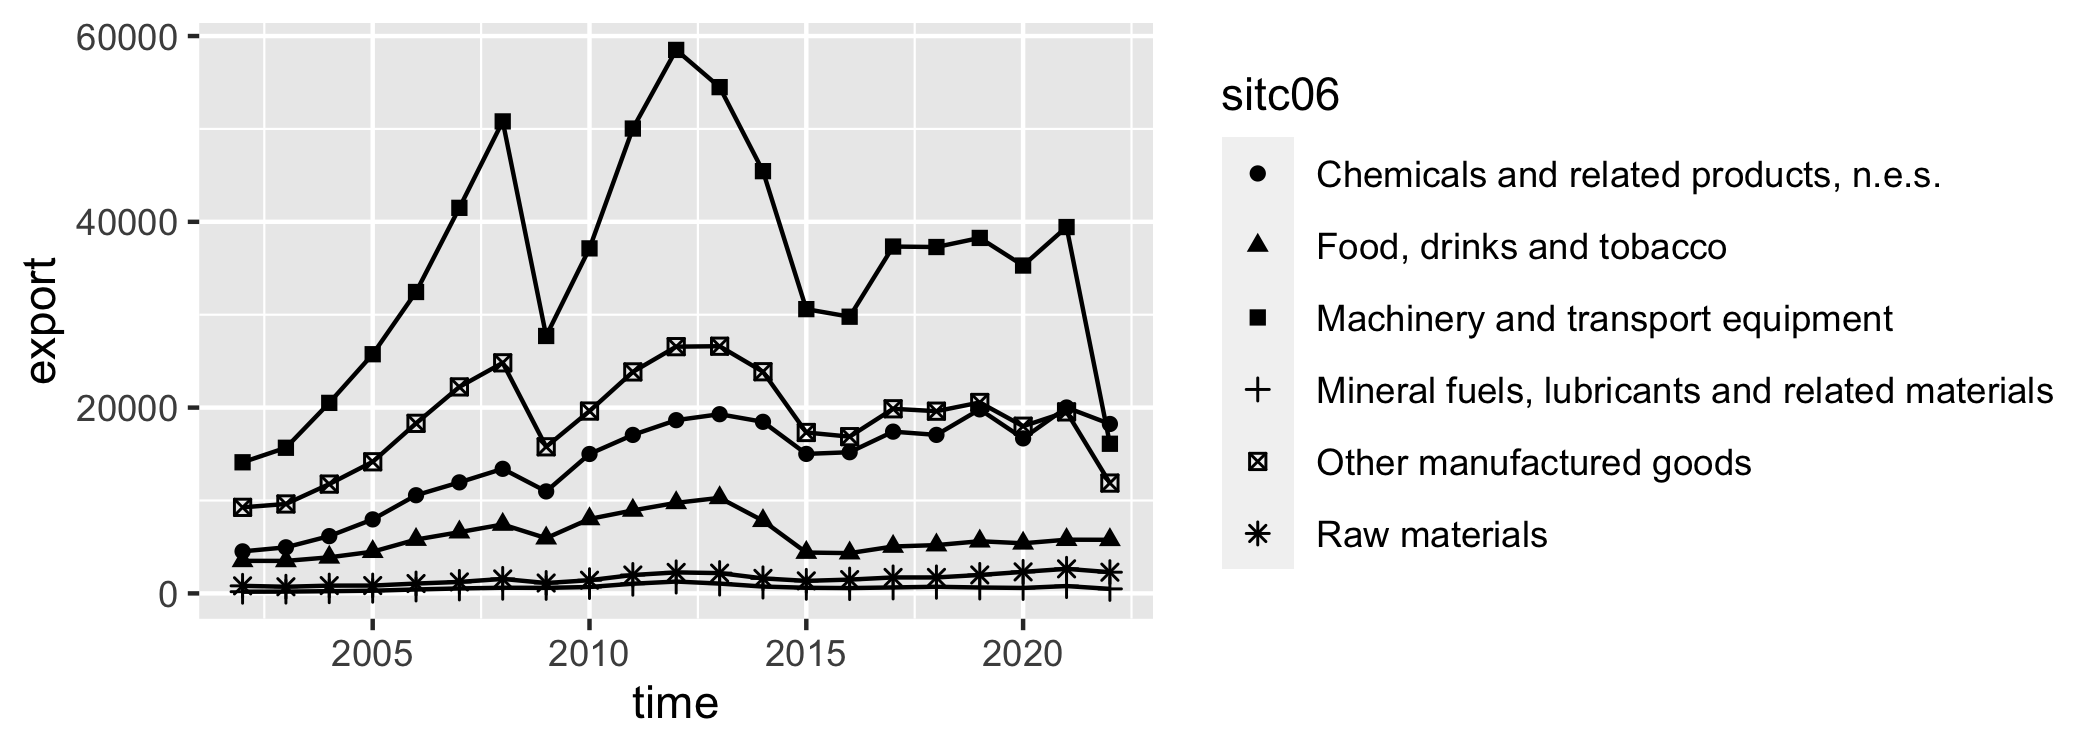 60000
40000
20000
0
export
2005 2010 2015 2020
time
sitc06
Chemicals and related products, n.e.s.
Food, drinks and tobacco
Machinery and transport equipment
Mineral fuels, lubricants and related materials
Other manufactured goods
Raw materials